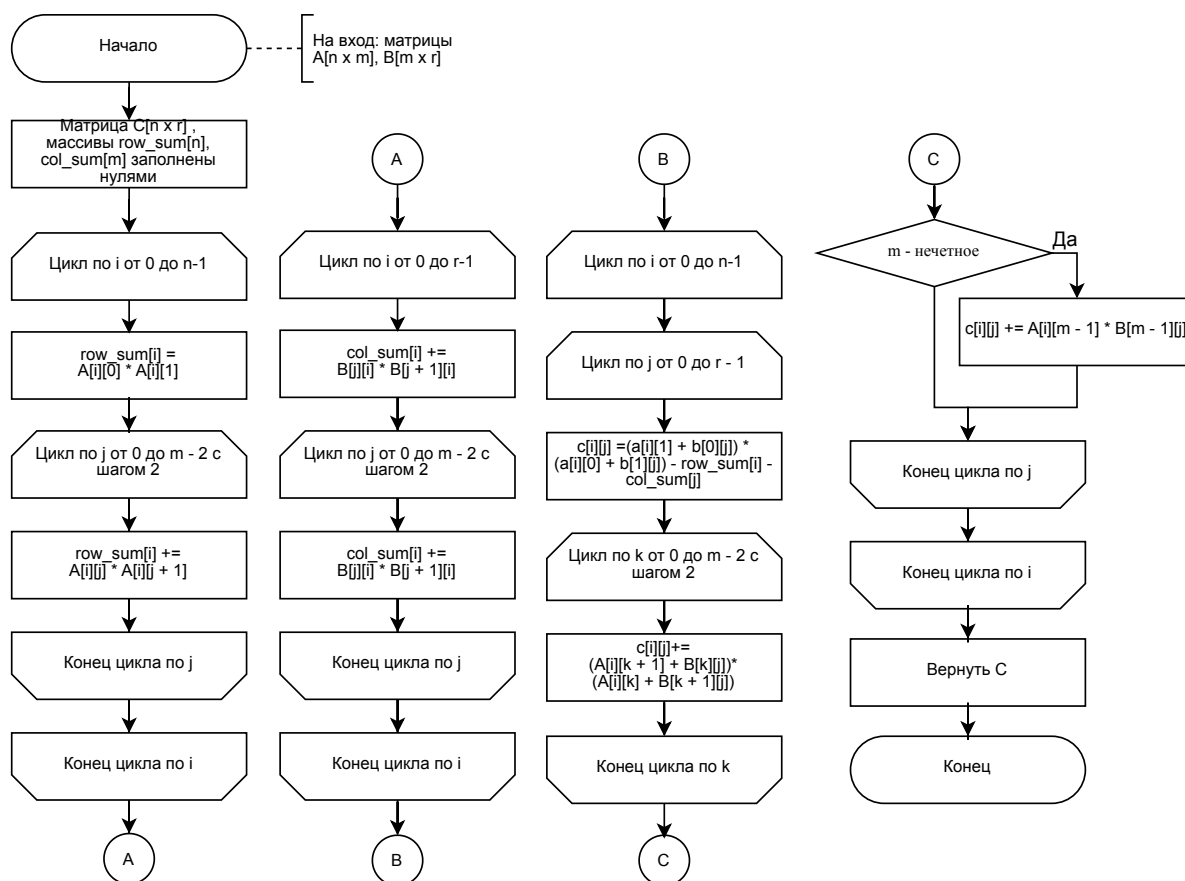 Начало
На вход: матрицы
A[n x m], B[m x r]
Матрица C[n x r] ,
массивы row_sum[n],
col_sum[m] заполнены
нулями
Цикл по i от 0 до n-1
row_sum[i] =
A[i][0] * A[i][1]
Цикл по j от 0 до m - 2 с
шагом 2
row_sum[i] +=
A[i][j] * A[i][j + 1]
Конец цикла по j
Конец цикла по i
A
A
Цикл по i от 0 до r-1
col_sum[i] +=
B[j][i] * B[j + 1][i]
Цикл по j от 0 до m - 2 с
шагом 2
col_sum[i] +=
B[j][i] * B[j + 1][i]
Конец цикла по j
Конец цикла по i
B
B
Цикл по i от 0 до n-1
Цикл по j от 0 до r - 1
c[i][j] =(a[i][1] + b[0][j]) *
(a[i][0] + b[1][j]) - row_sum[i] -
col_sum[j]
Цикл по k от 0 до m - 2 с
шагом 2
c[i][j]+=
(A[i][k + 1] + B[k][j])*
(A[i][k] + B[k + 1][j])
Конец цикла по k
C
C
m - нечетное
Да
c[i][j] += A[i][m - 1] * B[m - 1][j]
Конец цикла по j
Конец цикла по i
Вернуть C
Конец